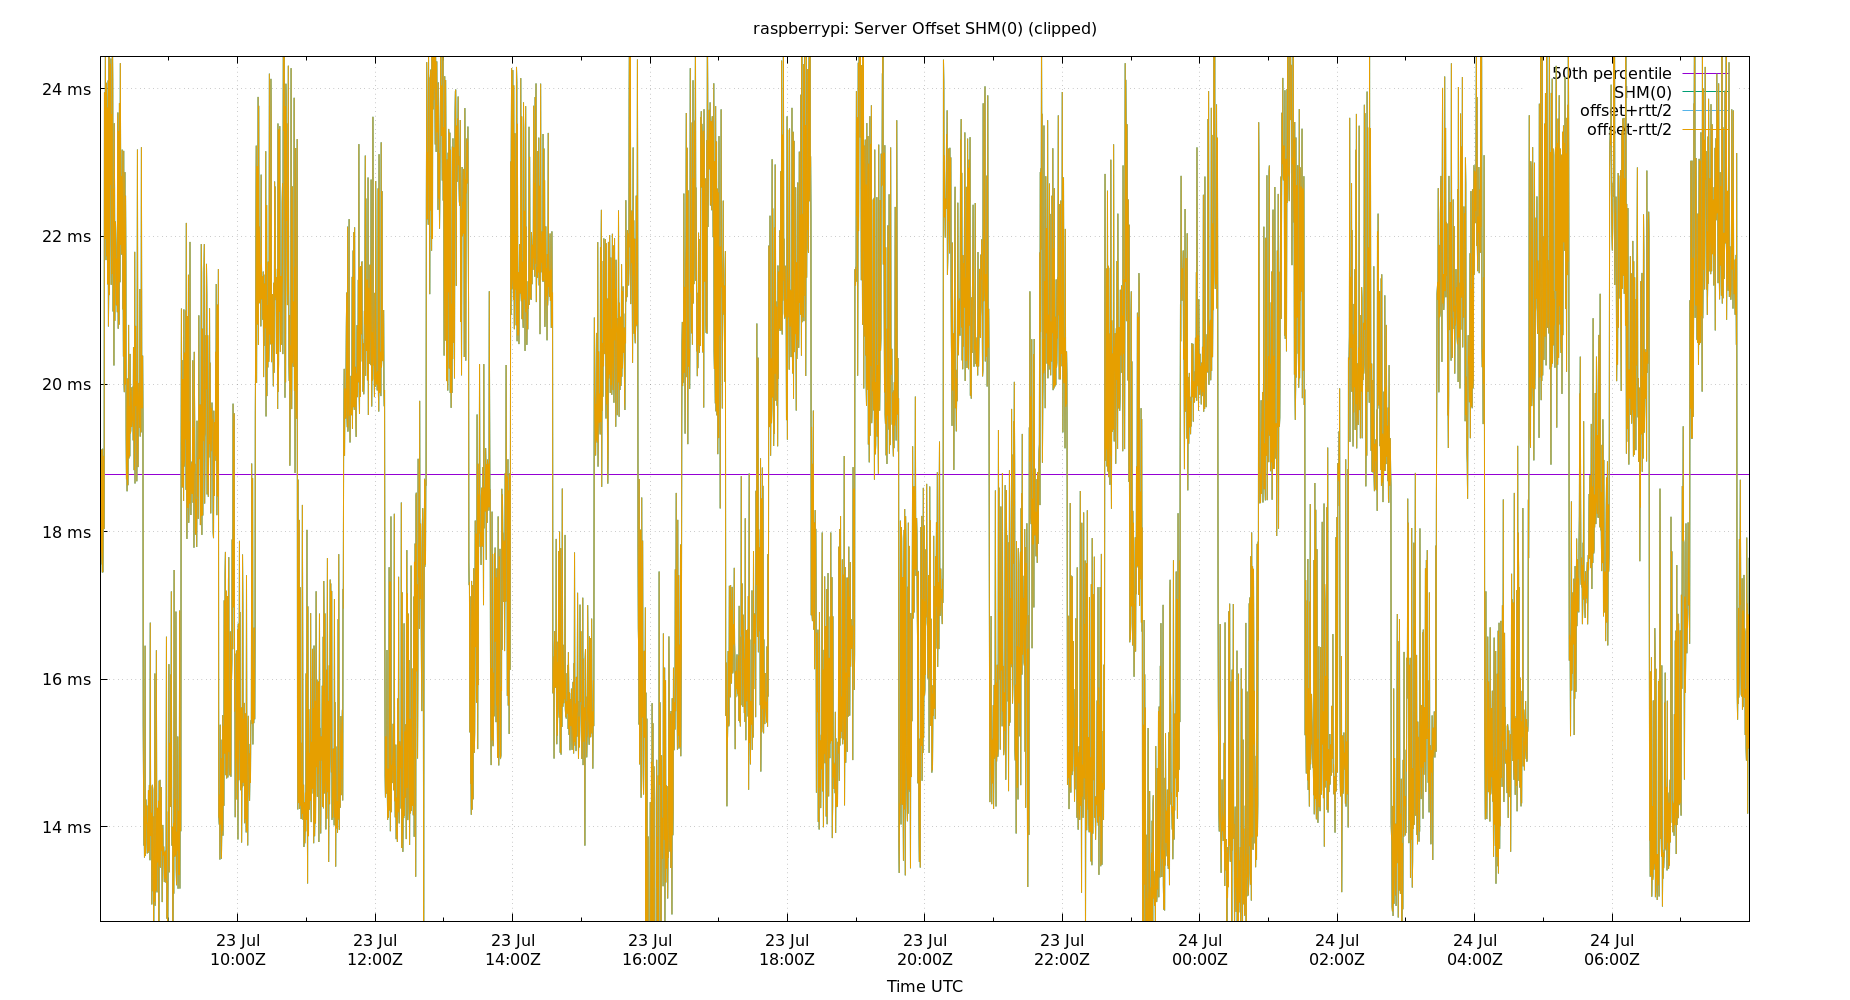 raspberrypi: Server Offset SHM(0) (clipped)
50th percentile
SHM(0)
offset+rtt/2
offset-rtt/2
24 ms
22 ms
20 ms
18 ms
16 ms
14 ms
23 Jul 23 Jul 23 Jul 23 Jul 23 Jul 23 Jul 23 Jul 24 Jul 24 Jul 24 Jul 24 Jul
10:00Z 12:00Z 14:00Z 16:00Z 18:00Z 20:00Z 22:00Z 00:00Z 02:00Z 04:00Z 06:00Z
Time UTC